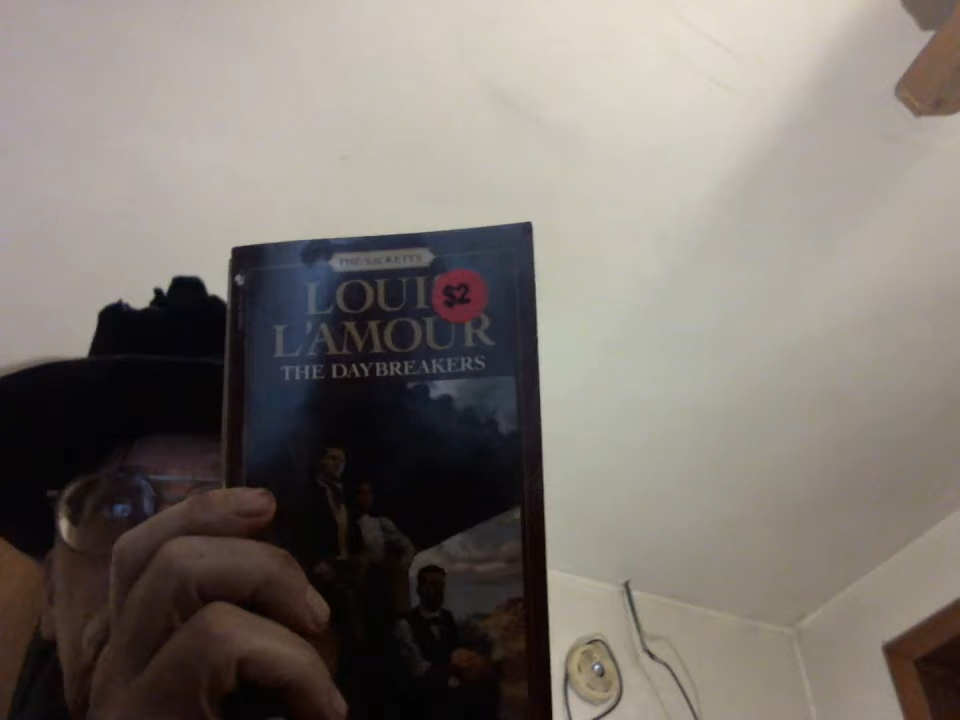 THE SACKETTS
LOUI
$2
L'AMOUR
THE DAYBREAKERS